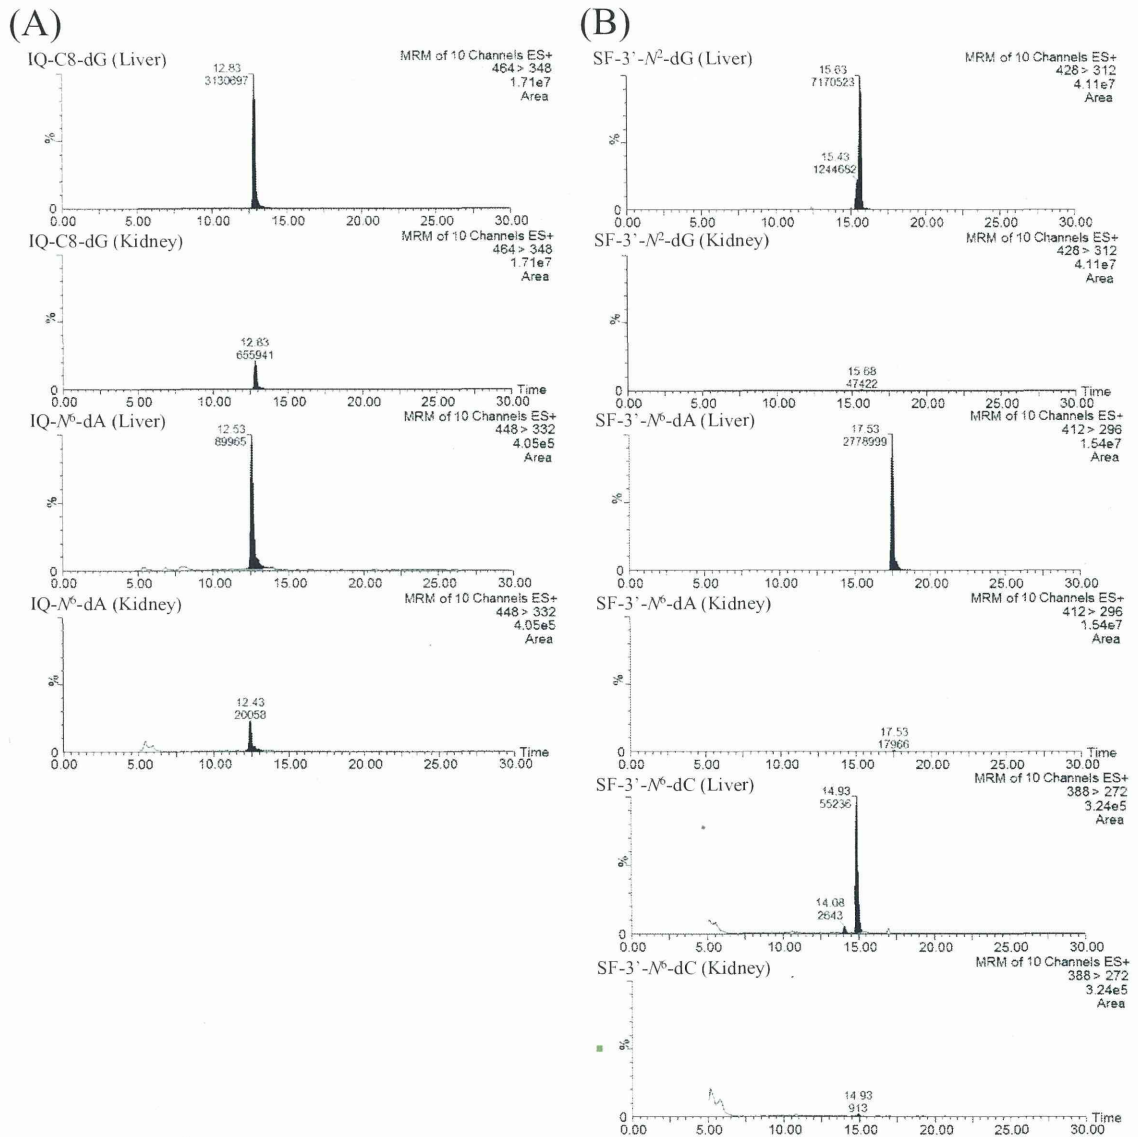 (A)
IQ-C8-dG (Liver)
MRM of 10 Channels ES+
464 > 348
1.71e7
Area
12.83
3130697
%
0
0.00 5.00 10.00 15.00 20.00 25.00 30.00
IQ-C8-dG (Kidney)
MRM of 10 Channels ES+
464 > 348
1.71e7
Area
12.83
655941
%
0
Time
0.00 5.00 10.00 15.00 20.00 25.00 30.00
IQ-N⁶-dA (Liver)
MRM of 10 Channels ES+
448 > 332
4.05e5
Area
12.53
89965
%
0
0.00 5.00 10.00 15.00 20.00 25.00 30.00
IQ-N⁶-dA (Kidney)
MRM of 10 Channels ES+
448 > 332
4.05e5
Area
12.43
20058
%
0
Time
0.00 5.00 10.00 15.00 20.00 25.00 30.00
(B)
SF-3'-N²-dG (Liver)
MRM of 10 Channels ES+
428 > 312
4.11e7
Area
15.63
7170523
15.43
1244652
%
0
0.00 5.00 10.00 15.00 20.00 25.00 30.00
SF-3'-N²-dG (Kidney)
MRM of 10 Channels ES+
428 > 312
4.11e7
Area
15.68
47422
%
0
Time
0.00 5.00 10.00 15.00 20.00 25.00 30.00
SF-3'-N⁶-dA (Liver)
MRM of 10 Channels ES+
412 > 296
1.54e7
Area
17.53
2778999
%
0
0.00 5.00 10.00 15.00 20.00 25.00 30.00
SF-3'-N⁶-dA (Kidney)
MRM of 10 Channels ES+
412 > 296
1.54e7
Area
17.53
17966
%
0
Time
0.00 5.00 10.00 15.00 20.00 25.00 30.00
SF-3'-N⁶-dC (Liver)
MRM of 10 Channels ES+
388 > 272
3.24e5
Area
14.93
55236
14.08
2643
%
0
0.00 5.00 10.00 15.00 20.00 25.00 30.00
SF-3'-N⁶-dC (Kidney)
MRM of 10 Channels ES+
388 > 272
3.24e5
Area
14.93
913
%
0
Time
0.00 5.00 10.00 15.00 20.00 25.00 30.00